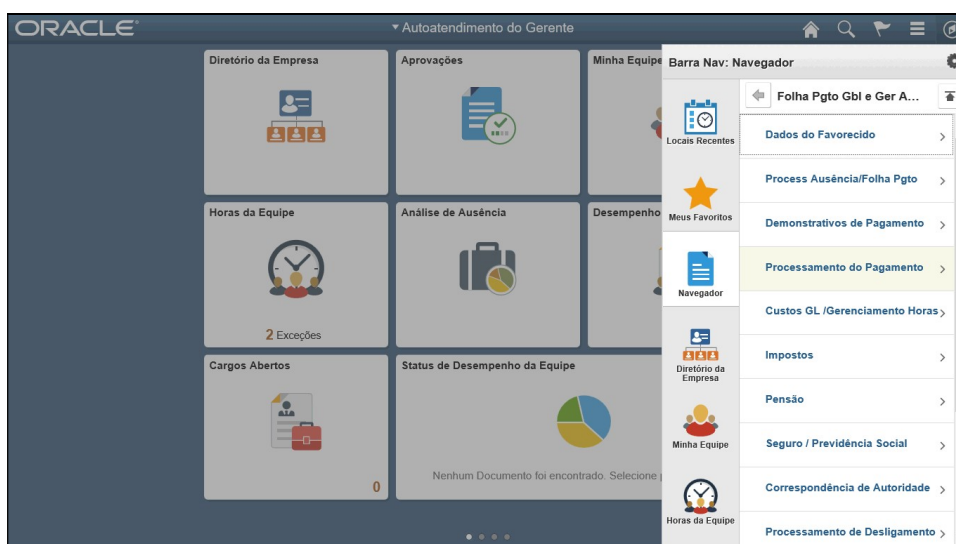 ORACLE
Autoatendimento do Gerente
Diretório da Empresa
Aprovações
Minha Equipe
Horas da Equipe
2 Exceções
Análise de Ausência
Desempenho
Cargos Abertos
0
Status de Desempenho da Equipe
Nenhum Documento foi encontrado. Selecione
Barra Nav: Navegador
Locais Recentes
Meus Favoritos
Navegador
Diretório da
Empresa
Minha Equipe
Horas da Equipe
Folha Pgto Gbl e Ger A...
Dados do Favorecido
Process Ausência/Folha Pgto
Demonstrativos de Pagamento
Processamento do Pagamento
Custos GL /Gerenciamento Horas
Impostos
Pensão
Seguro / Previdência Social
Correspondência de Autoridade
Processamento de Desligamento